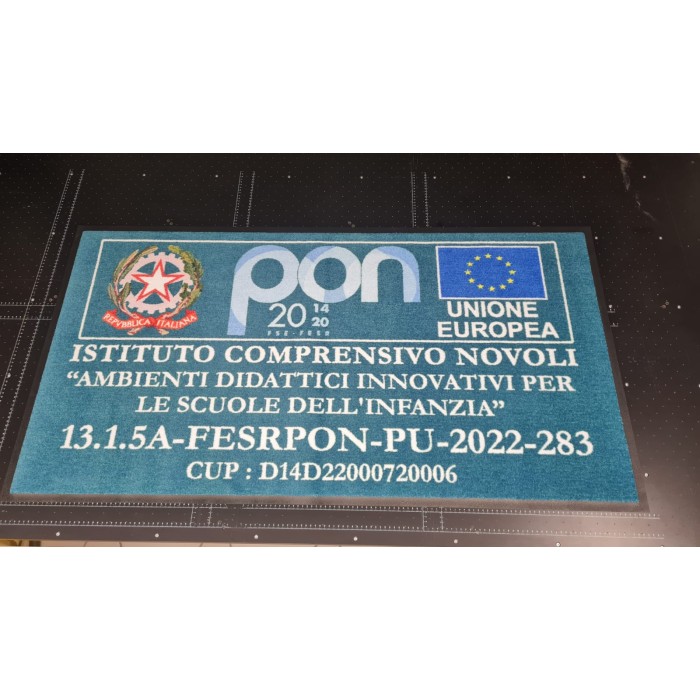 REPVBBLICA ITALIANA
pon
20 14
20
FSE-FESR
UNIONE
EUROPEA
ISTITUTO COMPRENSIVO NOVOLI
“AMBIENTI DIDATTICI INNOVATIVI PER
LE SCUOLE DELL'INFANZIA”
13.1.5A-FESRPON-PU-2022-283
CUP : D14D22000720006